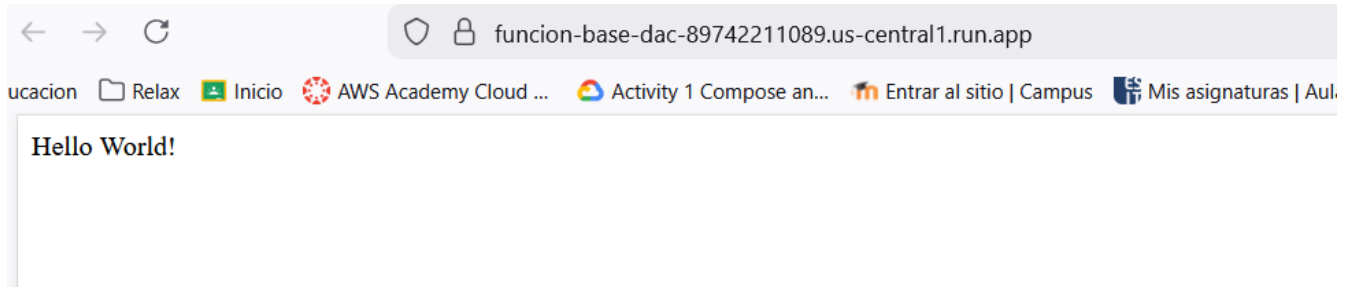 funcion-base-dac-89742211089.us-central1.run.app
ucacion Relax Inicio AWS Academy Cloud ... Activity 1 Compose an... Entrar al sitio | Campus Mis asignaturas | Aul
Hello World!